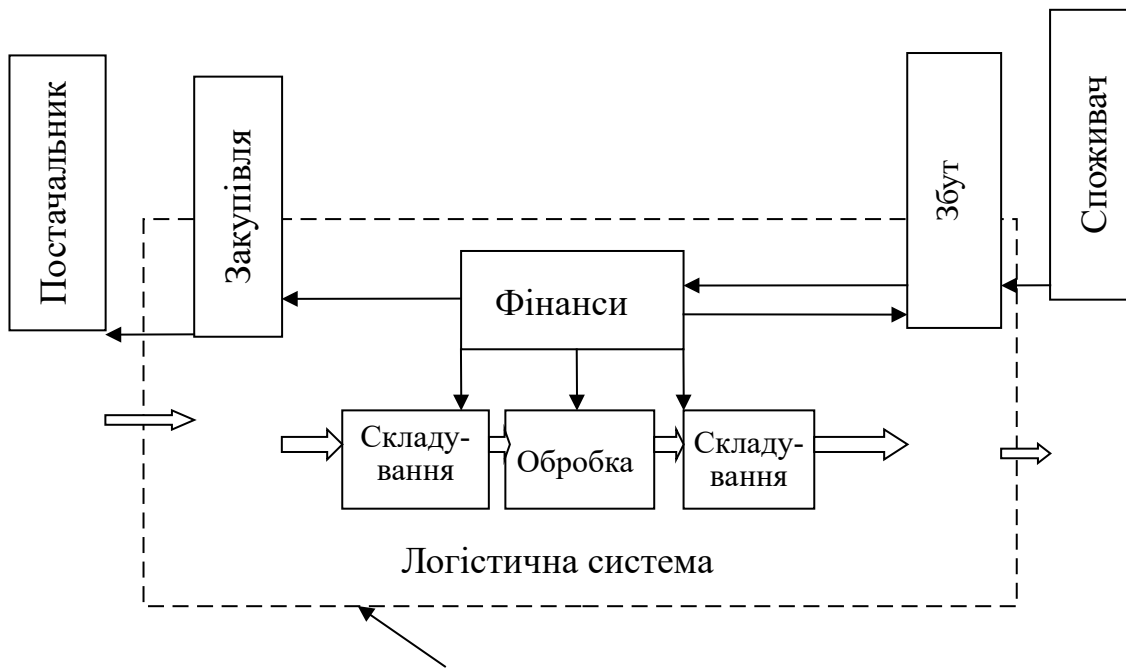 Постачальник
Закупівля
Фінанси
Збут
Споживач
Складу-
вання
Обробка
Складу-
вання
Логістична система